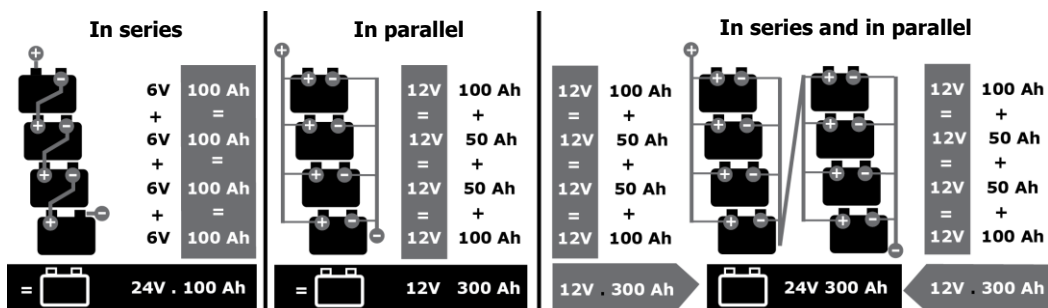 In series
6V 100 Ah
+ =
6V 100 Ah
+ =
6V 100 Ah
+ =
6V 100 Ah
= 24V . 100 Ah
In parallel
12V 100 Ah
= +
12V 50 Ah
= +
12V 50 Ah
= +
12V 100 Ah
= 12V 300 Ah
In series and in parallel
12V 100 Ah
= +
12V 50 Ah
= +
12V 50 Ah
= +
12V 100 Ah
12V . 300 Ah
12V 100 Ah
= +
12V 50 Ah
= +
12V 50 Ah
= +
12V 100 Ah
24V 300 Ah
12V . 300 Ah